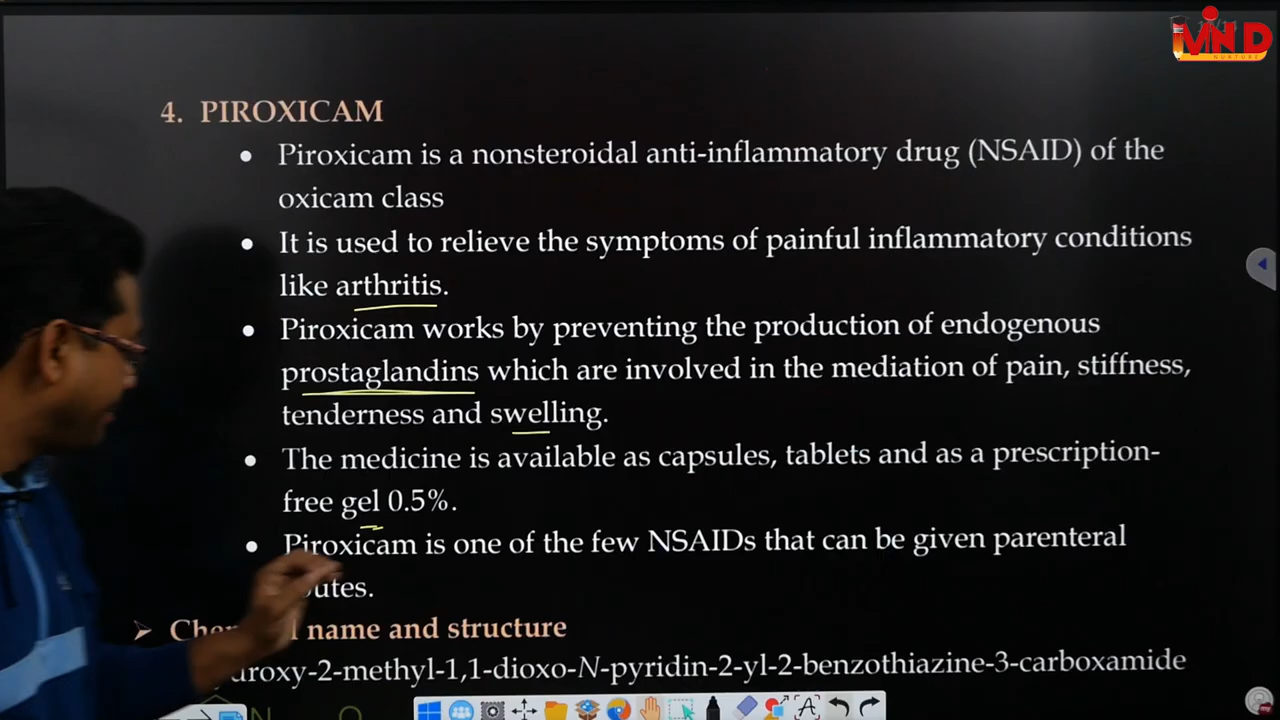 MIND
NURTURE
4. PIROXICAM
• Piroxicam is a nonsteroidal anti-inflammatory drug (NSAID) of the
oxicam class
• It is used to relieve the symptoms of painful inflammatory conditions
like arthritis.
• Piroxicam works by preventing the production of endogenous
prostaglandins which are involved in the mediation of pain, stiffness,
tenderness and swelling.
• The medicine is available as capsules, tablets and as a prescription-
free gel 0.5%.
• Piroxicam is one of the few NSAIDs that can be given parenteral
utes.
➢ Che l name and structure
droxy-2-methyl-1,1-dioxo-N-pyridin-2-yl-2-benzothiazine-3-carboxamide
N O